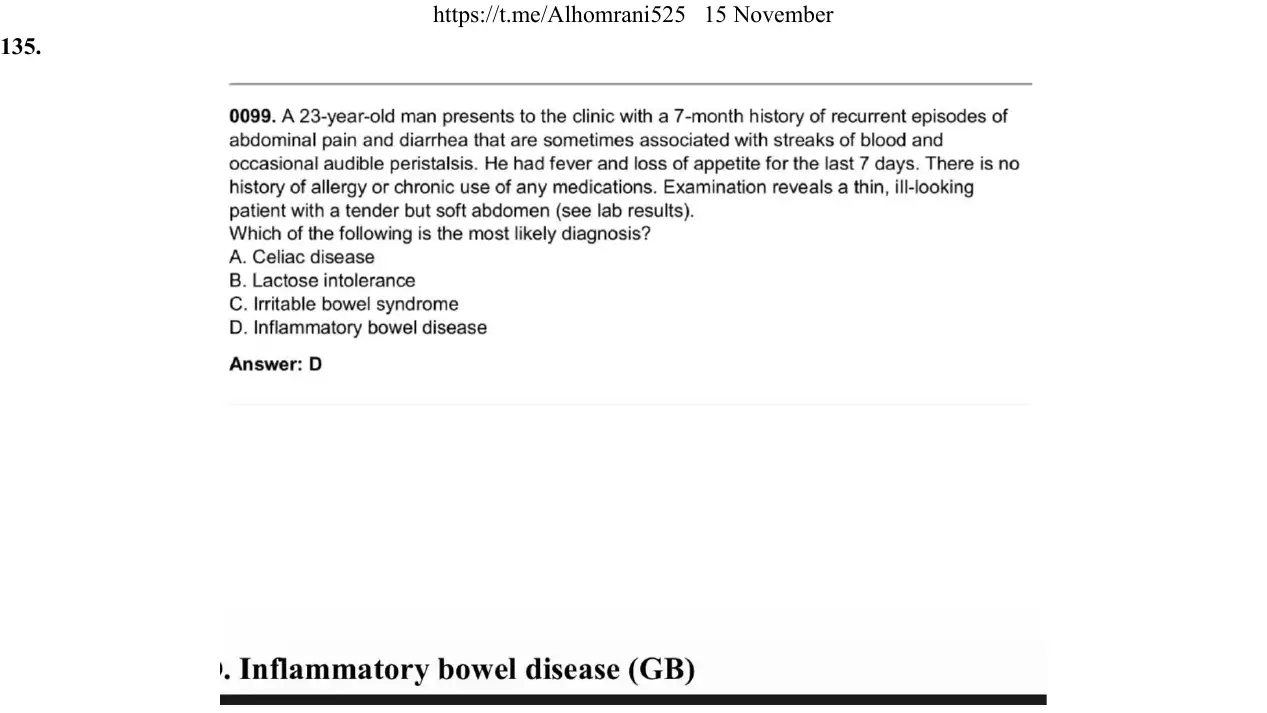 https://t.me/Alhomrani525 15 November
135.
0099. A 23-year-old man presents to the clinic with a 7-month history of recurrent episodes of
abdominal pain and diarrhea that are sometimes associated with streaks of blood and
occasional audible peristalsis. He had fever and loss of appetite for the last 7 days. There is no
history of allergy or chronic use of any medications. Examination reveals a thin, ill-looking
patient with a tender but soft abdomen (see lab results).
Which of the following is the most likely diagnosis?
A. Celiac disease
B. Lactose intolerance
C. Irritable bowel syndrome
D. Inflammatory bowel disease
Answer: D
. Inflammatory bowel disease (GB)